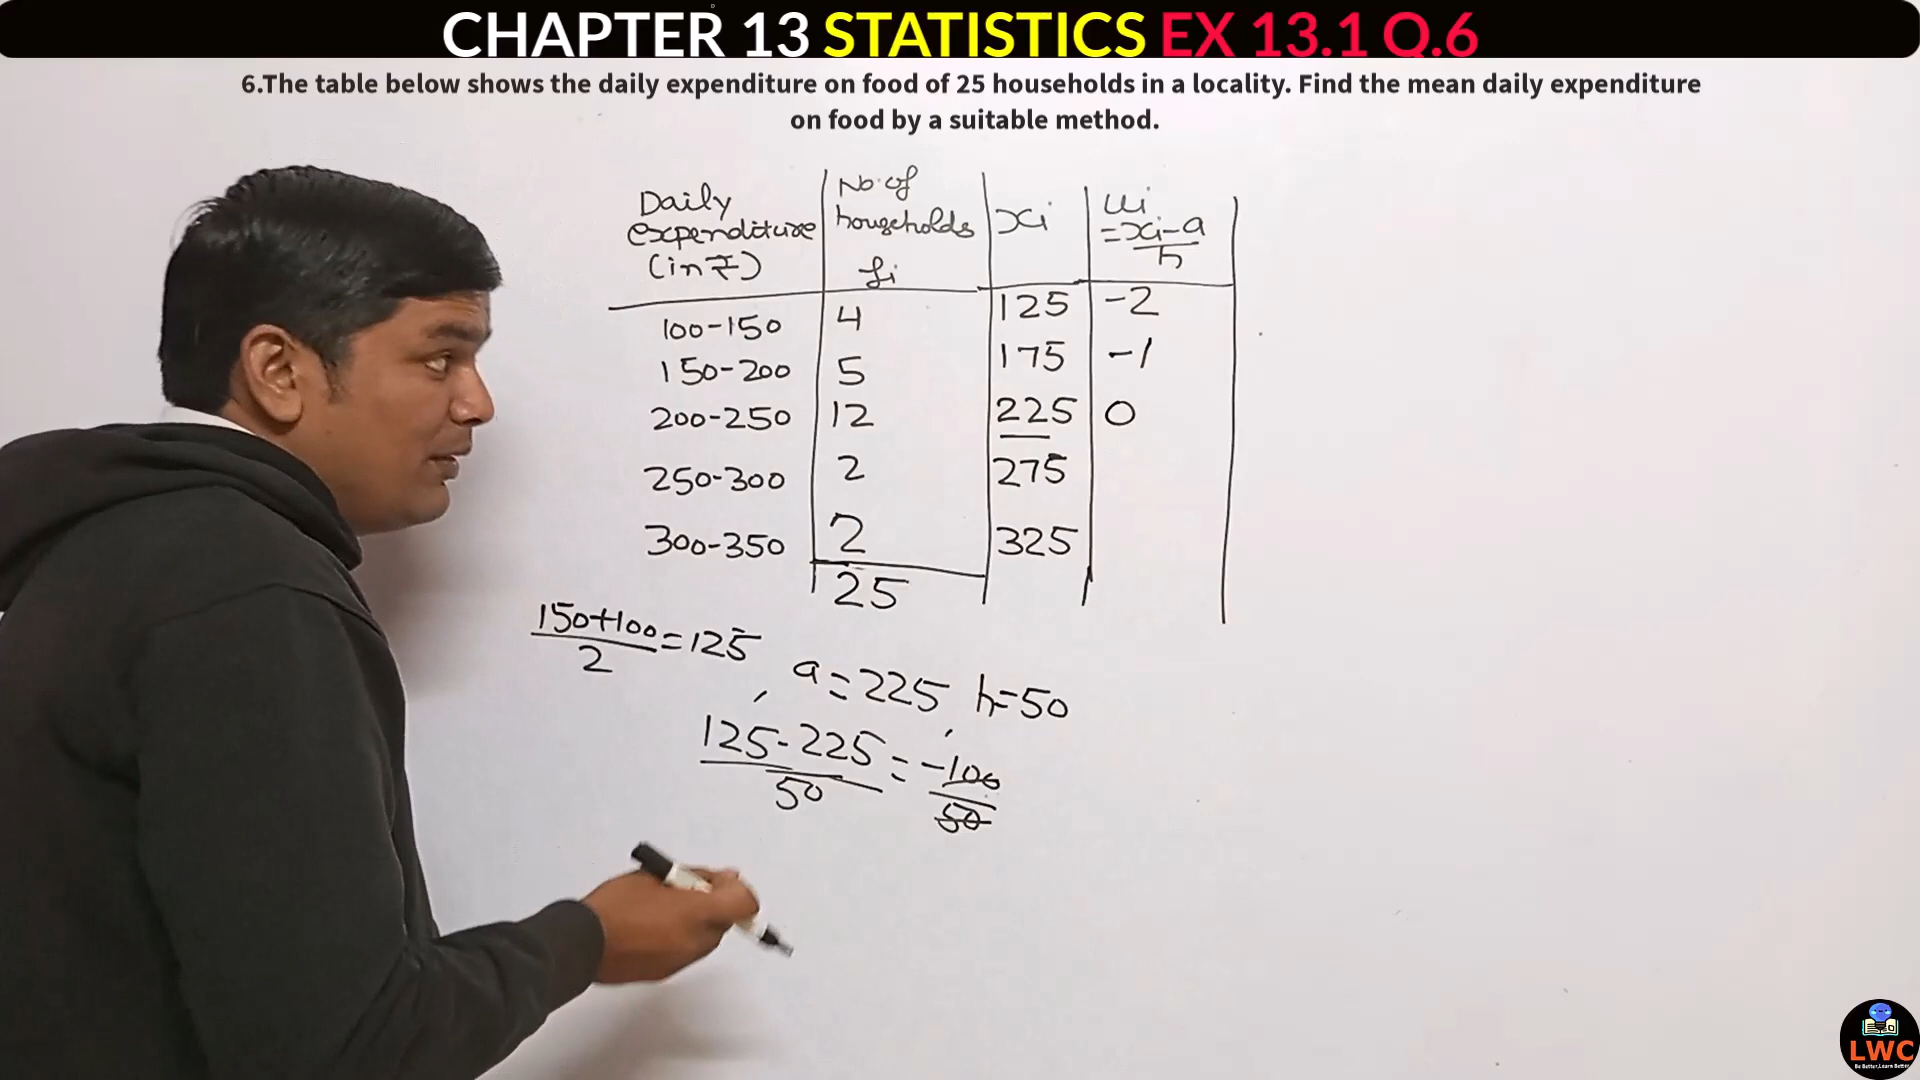 CHAPTER 13 STATISTICS EX 13.1 Q.6
6.The table below shows the daily expenditure on food of 25 households in a locality. Find the mean daily expenditure
on food by a suitable method.
Daily expenditure (in ₹) | No. of households fi | xi | ui = xi-a / h
100-150 | 4 | 125 | -2
150-200 | 5 | 175 | -1
200-250 | 12 | 225 | 0
250-300 | 2 | 275
300-350 | 2 | 325
25
150+100 / 2 = 125
a = 225 h = 50
125-225 / 50 = -100 / 50
LWC
Be Better, Learn Better